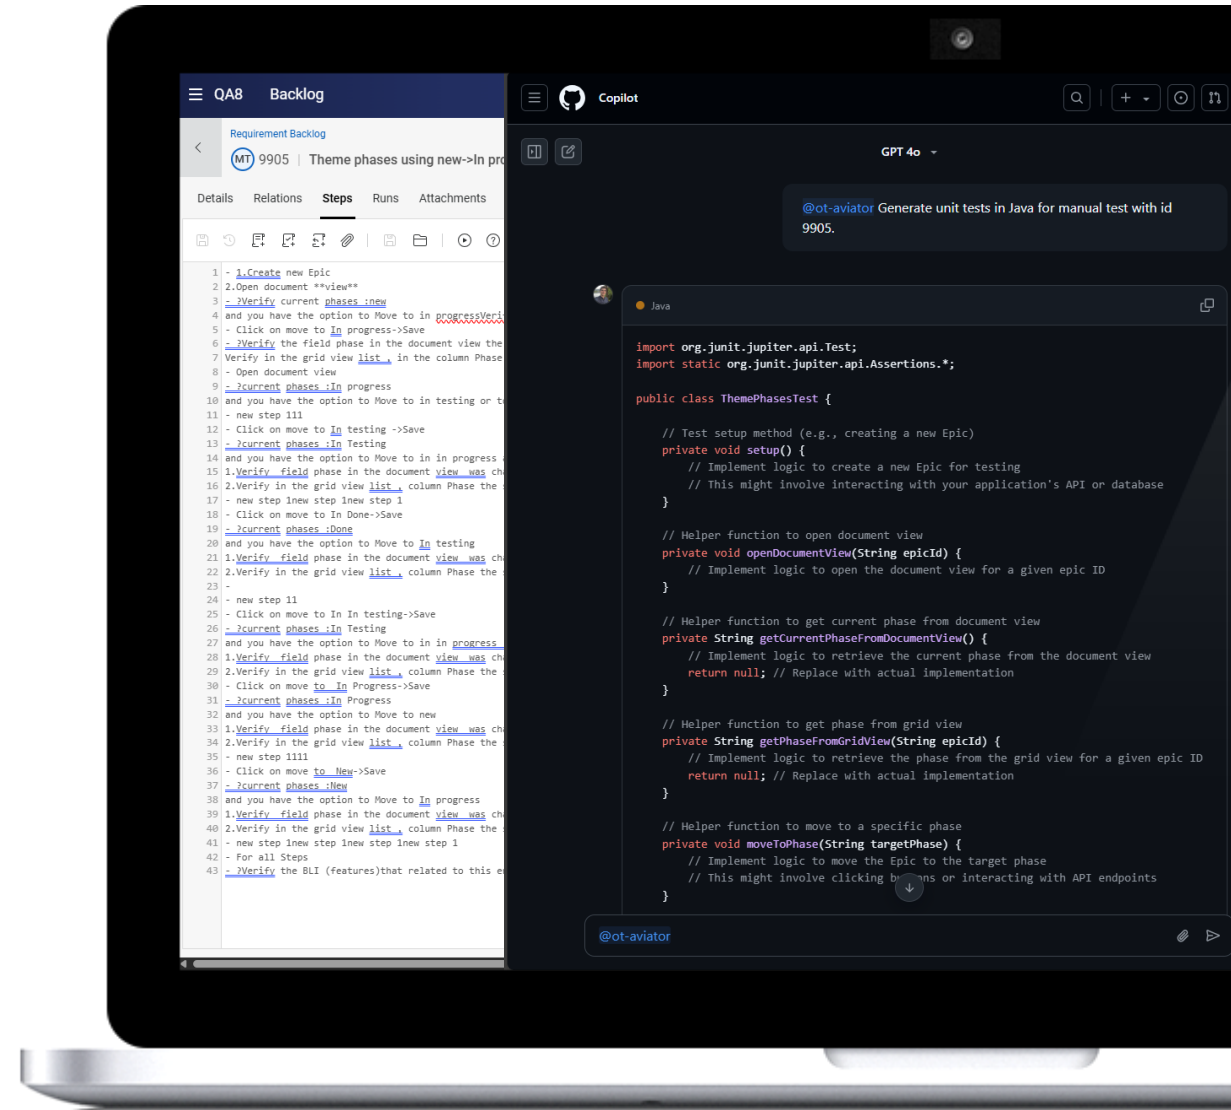 QA8 Backlog
Requirement Backlog
MT 9905 | Theme phases using new->In pro
Details Relations Steps Runs Attachments
1 - 1.Create new Epic
2 2.Open document **view**
3 - ?Verify current phases :new
4 and you have the option to Move to in progressVeri
5 - Click on move to In progress->Save
6 - ?Verify the field phase in the document view the
7 Verify in the grid view list , in the column Phase
8 - Open document view
9 - ?current phases :In progress
10 and you have the option to Move to in testing or to
11 - new step 111
12 - Click on move to In testing ->Save
13 - ?current phases :In Testing
14 and you have the option to Move to in in progress
15 1.Verify  field phase in the document view  was cha
16 2.Verify in the grid view list , column Phase the
17 - new step 1new step 1new step 1
18 - Click on move to In Done->Save
19 - ?current phases :Done
20 and you have the option to Move to In testing
21 1.Verify  field phase in the document view  was cha
22 2.Verify in the grid view list , column Phase the
23 -
24 - new step 11
25 - Click on move to In In testing->Save
26 - ?current phases :In Testing
27 and you have the option to Move to in in progress
28 1.Verify  field phase in the document view  was cha
29 2.Verify in the grid view list , column Phase the
30 - Click on move to  In Progress->Save
31 - ?current phases :In Progress
32 and you have the option to Move to new
33 1.Verify  field phase in the document view  was cha
34 2.Verify in the grid view list , column Phase the
35 - new step 1111
36 - Click on move to  New->Save
37 - ?current phases :New
38 and you have the option to Move to In progress
39 1.Verify  field phase in the document view  was cha
40 2.Verify in the grid view list , column Phase the
41 - new step 1new step 1new step 1new step 1
42 - For all Steps
43 - ?Verify the BLI (features)that related to this e
Copilot
GPT 4o
@ot-aviator Generate unit tests in Java for manual test with id
9905.
Java
import org.junit.jupiter.api.Test;
import static org.junit.jupiter.api.Assertions.*;
public class ThemePhasesTest {
// Test setup method (e.g., creating a new Epic)
private void setup() {
// Implement logic to create a new Epic for testing
// This might involve interacting with your application's API or database
}
// Helper function to open document view
private void openDocumentView(String epicId) {
// Implement logic to open the document view for a given epic ID
}
// Helper function to get current phase from document view
private String getCurrentPhaseFromDocumentView() {
// Implement logic to retrieve the current phase from the document view
return null; // Replace with actual implementation
}
// Helper function to get phase from grid view
private String getPhaseFromGridView(String epicId) {
// Implement logic to retrieve the phase from the grid view for a given epic ID
return null; // Replace with actual implementation
}
// Helper function to move to a specific phase
private void moveToPhase(String targetPhase) {
// Implement logic to move the Epic to the target phase
// This might involve clicking or interacting with API endpoints
}
@ot-aviator